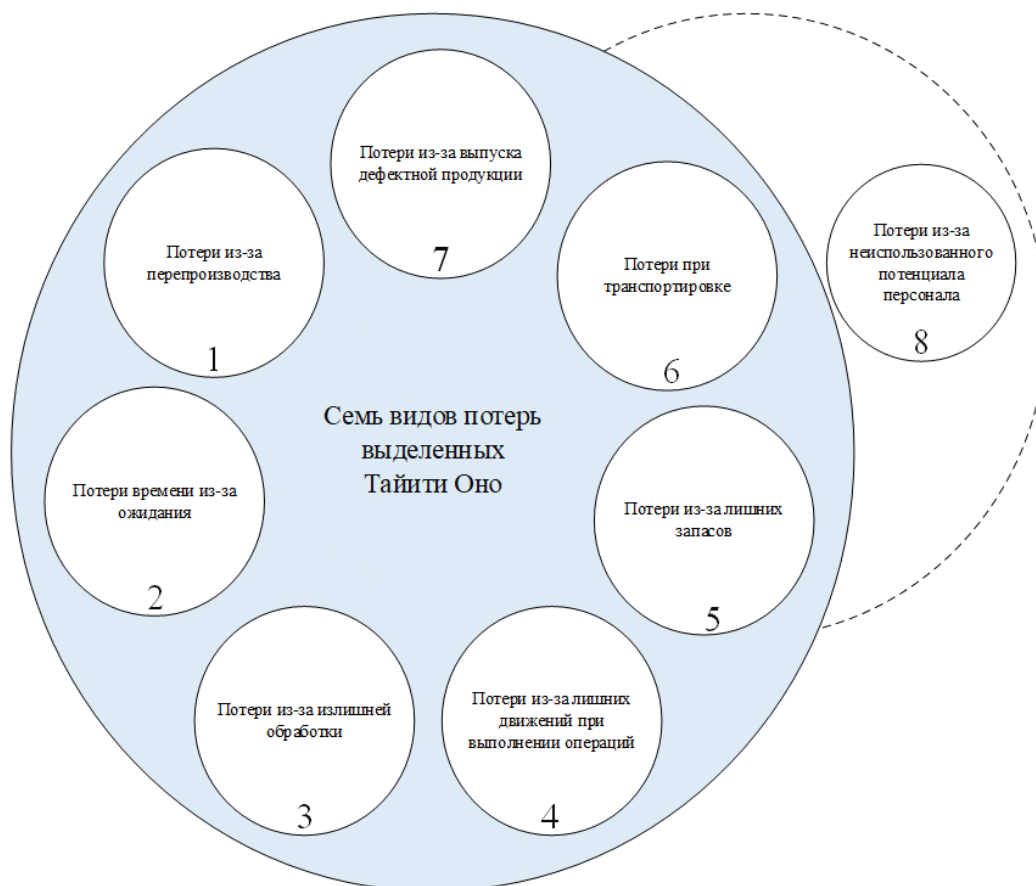 Потери из-за выпуска
дефектной продукции
7
Потери из-за
перепроизводства
1
Потери при
транспортировке
6
Потери из-за
неиспользованного
потенциала
персонала
8
Семь видов потерь
выделенных
Тайити Оно
Потери времени из-за
ожидания
2
Потери из-за лишних
запасов
5
Потери из-за излишней
обработки
3
Потери из-за лишних
движений при
выполнении операций
4